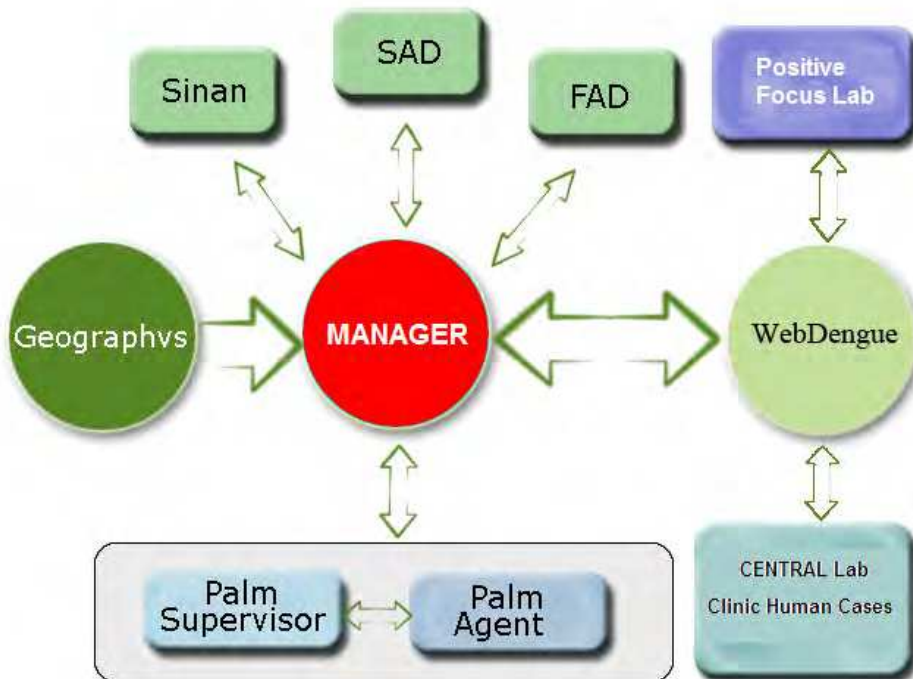 SAD
Sinan
FAD
Positive
Focus Lab
Geographvs
MANAGER
WebDengue
Palm
Supervisor
Palm
Agent
CENTRAL Lab
Clinic Human Cases